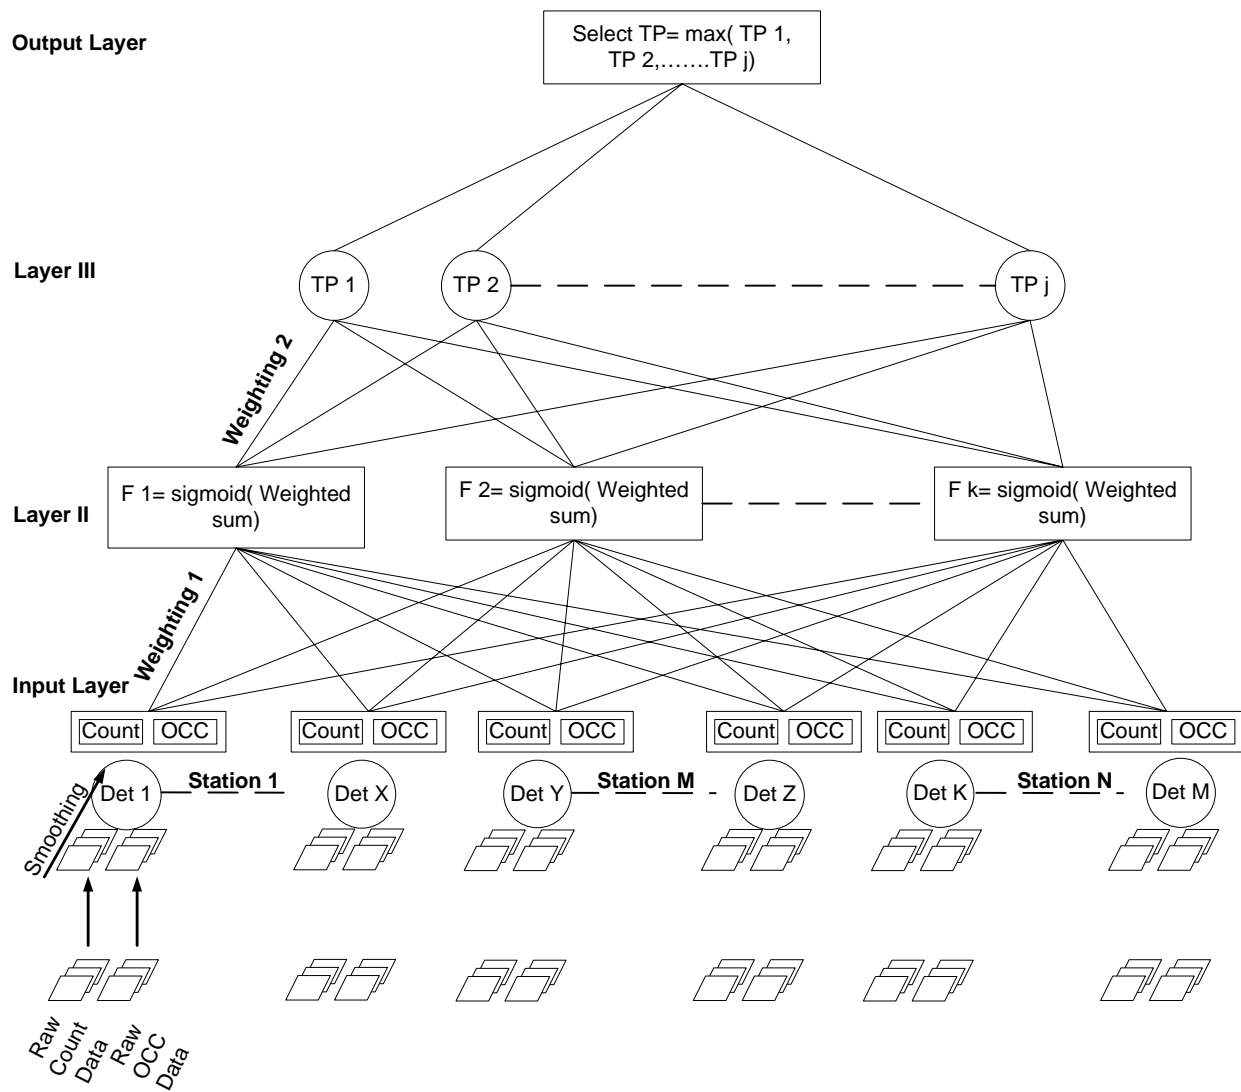 Output Layer
Select TP= max( TP 1,
TP 2,.......TP j)
Layer III
TP 1
TP 2
TP j
Weighting 2
Layer II
F 1= sigmoid( Weighted
sum)
F 2= sigmoid( Weighted
sum)
F k= sigmoid( Weighted
sum)
Weighting 1
Input Layer
Count OCC
Count OCC
Count OCC
Count OCC
Count OCC
Count OCC
Smoothing
Det 1
Station 1
Det X
Det Y
Station M
Det Z
Det K
Station N
Det M
Raw
Count
Data
Raw
OCC
Data